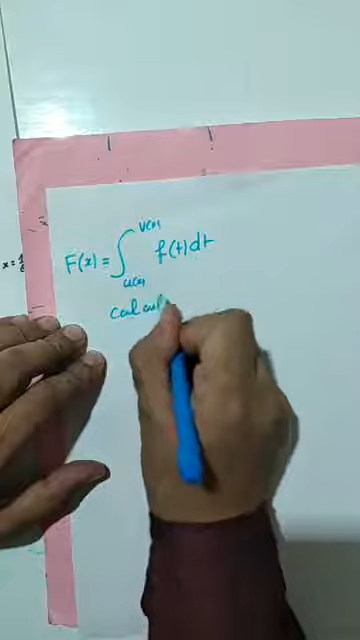 V(x)
F(x) = ∫ f(t)dt
u(x)
calcul